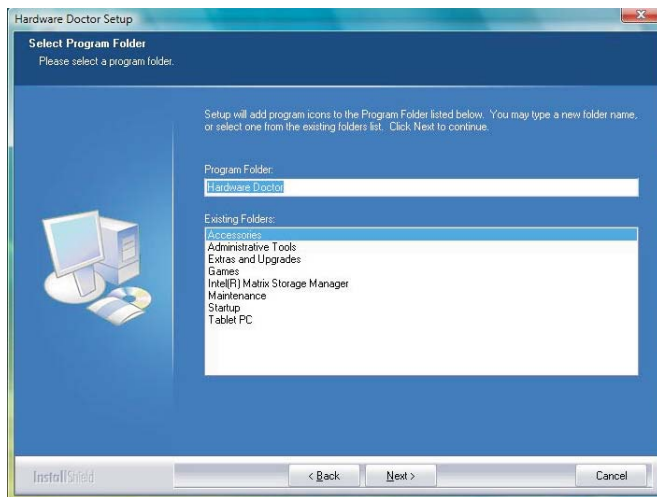 Hardware Doctor Setup
Select Program Folder
Please select a program folder.
Setup will add program icons to the Program Folder listed below. You may type a new folder name,
or select one from the existing folders list. Click Next to continue.
Program Folder:
Hardware Doctor
Existing Folders:
Accessories
Administrative Tools
Extras and Upgrades
Games
Intel(R) Matrix Storage Manager
Maintenance
Startup
Tablet PC
InstallShield
< Back Next > Cancel